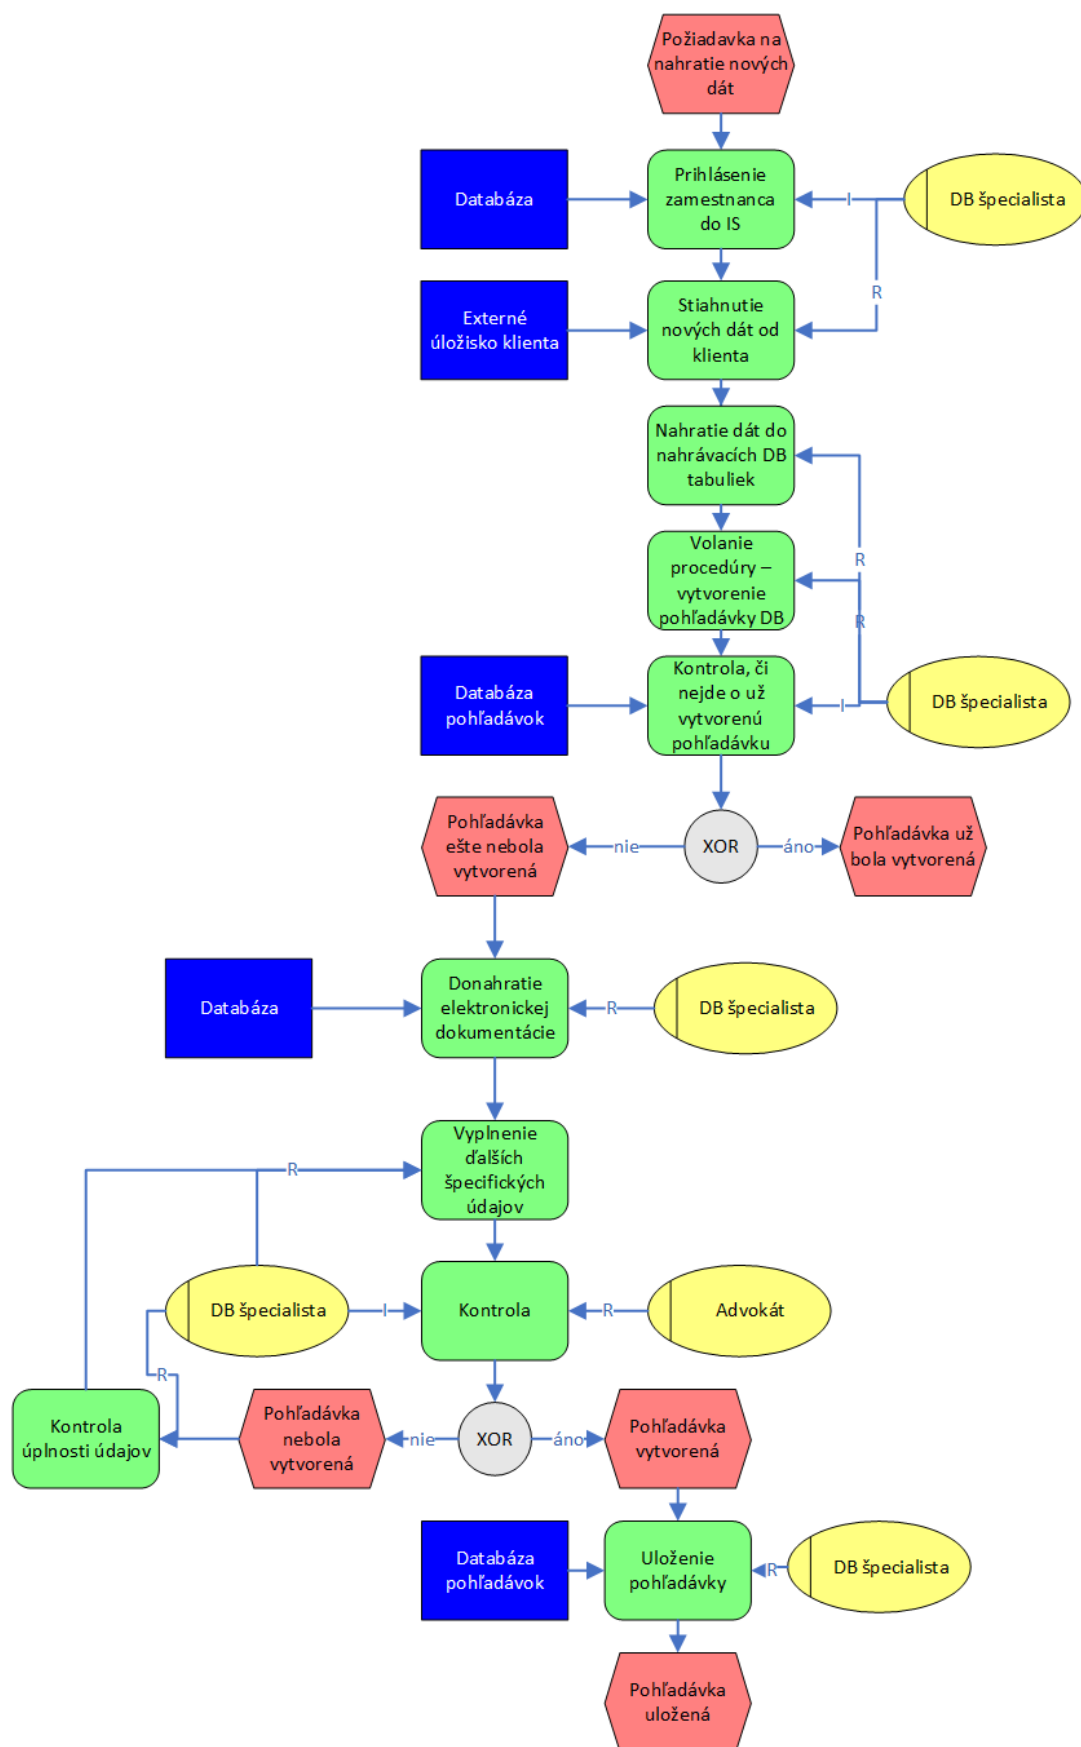 Požiadavka na
nahratie nových
dát
Databáza
Prihlásenie
zamestnanca
do IS
I
DB špecialista
R
Externé
úložisko klienta
Stiahnutie
nových dát od
klienta
Nahratie dát do
nahrávacích DB
tabuliek
R
Volanie
procedúry –
vytvorenie
pohľadávky DB
R
Databáza
pohľadávok
Kontrola, či
nejde o už
vytvorenú
pohľadávku
I
DB špecialista
Pohľadávka
ešte nebola
vytvorená
nie
XOR
áno
Pohľadávka už
bola vytvorená
Databáza
Donahratie
elektronickej
dokumentácie
R
DB špecialista
Vyplnenie
ďalších
špecifických
údajov
R
DB špecialista
I
Kontrola
R
Advokát
R
Kontrola
úplnosti údajov
Pohľadávka
nebola
vytvorená
nie
XOR
áno
Pohľadávka
vytvorená
Databáza
pohľadávok
Uloženie
pohľadávky
R
DB špecialista
Pohľadávka
uložená